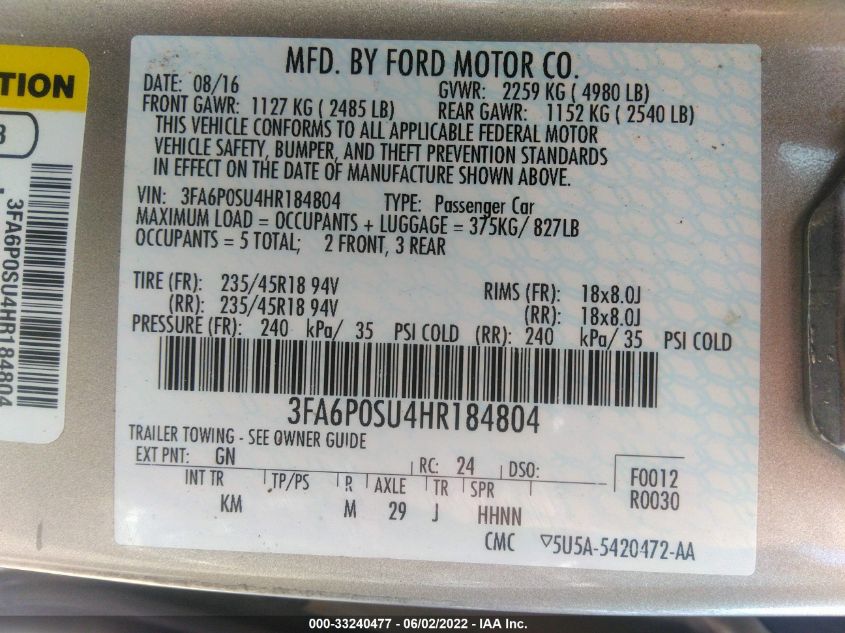 TION
3
3FA6P0SU4HR184804
MFD. BY FORD MOTOR CO.
DATE: 08/16 GVWR: 2259 KG ( 4980 LB)
FRONT GAWR: 1127 KG ( 2485 LB) REAR GAWR: 1152 KG ( 2540 LB)
THIS VEHICLE CONFORMS TO ALL APPLICABLE FEDERAL MOTOR
VEHICLE SAFETY, BUMPER, AND THEFT PREVENTION STANDARDS
IN EFFECT ON THE DATE OF MANUFACTURE SHOWN ABOVE.
VIN: 3FA6P0SU4HR184804 TYPE: Passenger Car
MAXIMUM LOAD = OCCUPANTS + LUGGAGE = 375KG/ 827LB
OCCUPANTS = 5 TOTAL; 2 FRONT, 3 REAR
TIRE (FR): 235/45R18 94V RIMS (FR): 18x8.0J
(RR): 235/45R18 94V (RR): 18x8.0J
PRESSURE (FR): 240 kPa/ 35 PSI COLD (RR): 240 kPa/ 35 PSI COLD
3FA6P0SU4HR184804
TRAILER TOWING - SEE OWNER GUIDE
EXT PNT: GN RC: 24 DSO: F0012
INT TR TP/PS R AXLE TR SPR R0030
KM M 29 J HHNN
CMC ▽5U5A-5420472-AA
000-33240477 - 06/02/2022 - IAA Inc.